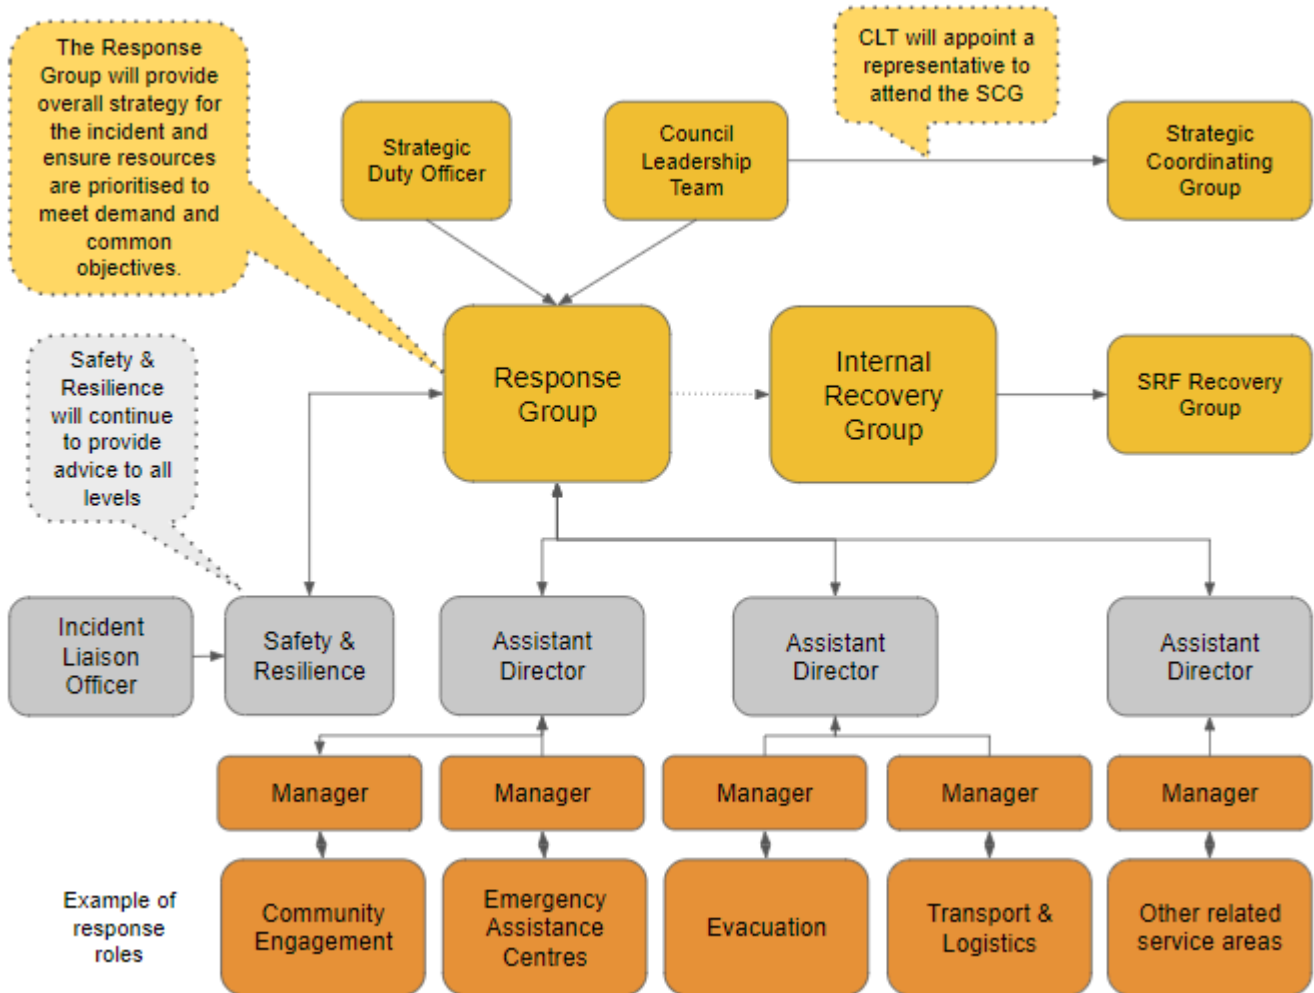 The Response
Group will provide
overall strategy for
the incident and
ensure resources
are prioritised to
meet demand and
common
objectives.
CLT will appoint a
representative to
attend the SCG
Strategic
Duty Officer
Council
Leadership
Team
Strategic
Coordinating
Group
Safety &
Resilience
will continue
to provide
advice to all
levels
Response
Group
Internal
Recovery
Group
SRF Recovery
Group
Incident
Liaison
Officer
Safety &
Resilience
Assistant
Director
Assistant
Director
Assistant
Director
Manager
Manager
Manager
Manager
Manager
Example of
response
roles
Community
Engagement
Emergency
Assistance
Centres
Evacuation
Transport &
Logistics
Other related
service areas